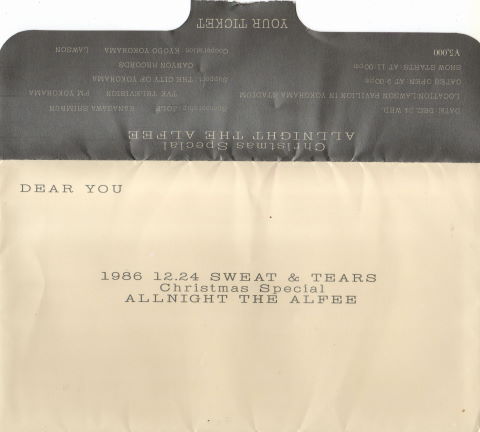 YOUR TICKET
Christmas Special
ALLNIGHT THE ALFEE
DATE: DEC. 24 WED.
LOCATION: LAWSON PAVILION IN YOKOHAMA STADIUM
GATES OPEN AT 9:00PM
SHOW STARTS AT 11:00PM
¥5,000
KANAGAWA SHIMBUN
TVK TELEVISION FM YOKOHAMA
Support: THE CITY OF YOKOHAMA
CANYON RECORDS
Cooperation: KYODO YOKOHAMA LAWSON
DEAR YOU
1986 12.24 SWEAT & TEARS
Christmas Special
ALLNIGHT THE ALFEE